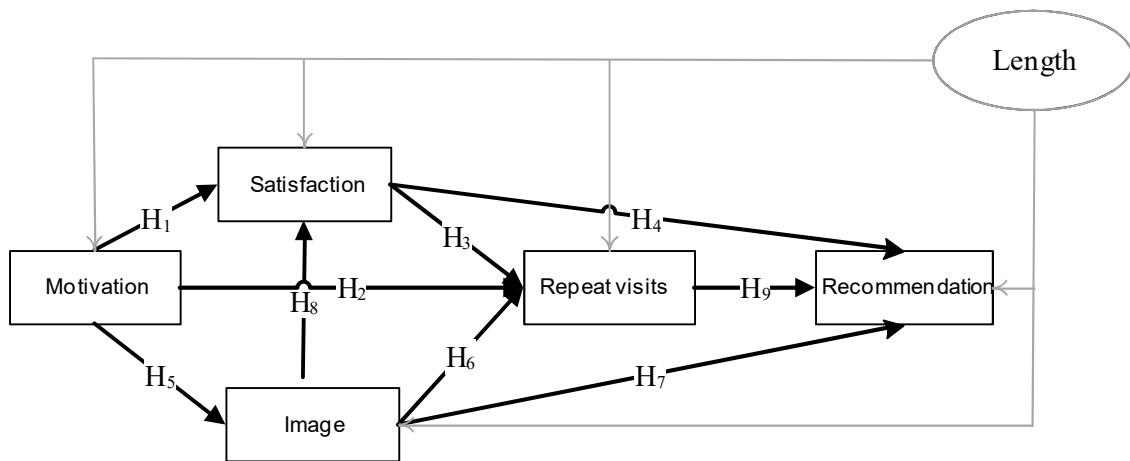 Length
Satisfaction
H₁
H₃
H₄
Motivation
H₂
H₈
Repeat visits
H₉
Recommendation
H₅
H₆
H₇
Image